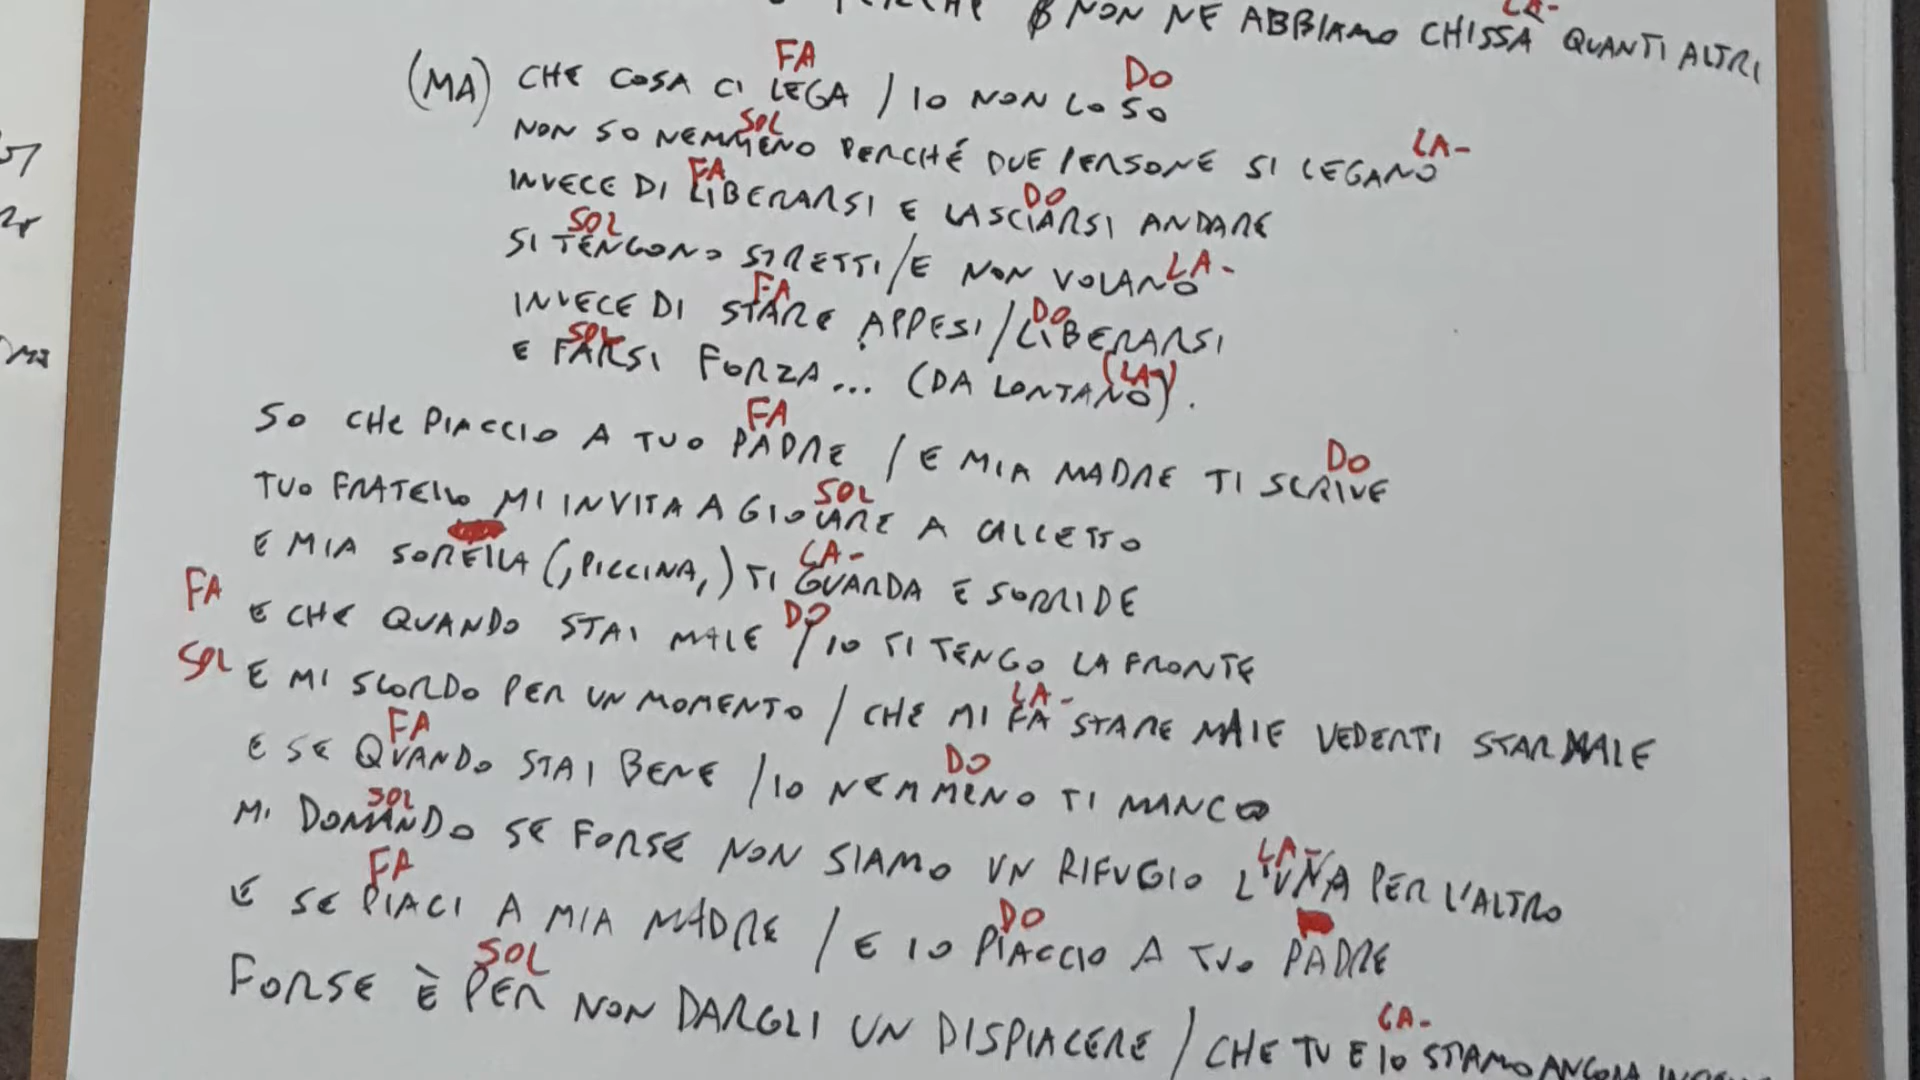 LA-
B NON NE ABBIAMO CHISSÀ QUANTI ALTRI
FA DO
(MA) CHE COSA CI LEGA / IO NON LO SO
SOL LA-
NON SO NEMMENO PERCHÉ DUE PERSONE SI LEGANO
FA DO
INVECE DI LIBERARSI E LASCIARSI ANDARE
SOL LA-
SI TENGONO STRETTI / E NON VOLANO
FA DO
INVECE DI STARE APPESI / LIBERARSI
SOL (LA-)
E FARSI FORZA... (DA LONTANO).
FA DO
SO CHE PIACCIO A TUO PADRE / E MIA MADRE TI SCRIVE
SOL
TUO FRATELLO MI INVITA A GIOCARE A CALCETTO
LA-
E MIA SORELLA (, PICCINA,) TI GUARDA E SORRIDE
FA DO
E CHE QUANDO STAI MALE / IO TI TENGO LA FRONTE
SOL LA-
E MI SCORDO PER UN MOMENTO / CHE MI FA STARE MALE VEDERTI STAR MALE
FA DO
E SE QUANDO STAI BENE / IO NEMMENO TI MANCO
SOL LA-
MI DOMANDO SE FORSE NON SIAMO UN RIFUGIO L'UNA PER L'ALTRO
FA DO
E SE PIACI A MIA MADRE / E IO PIACCIO A TUO PADRE
SOL LA-
FORSE È PER NON DARGLI UN DISPIACERE / CHE TU E IO STIAMO ANCORA